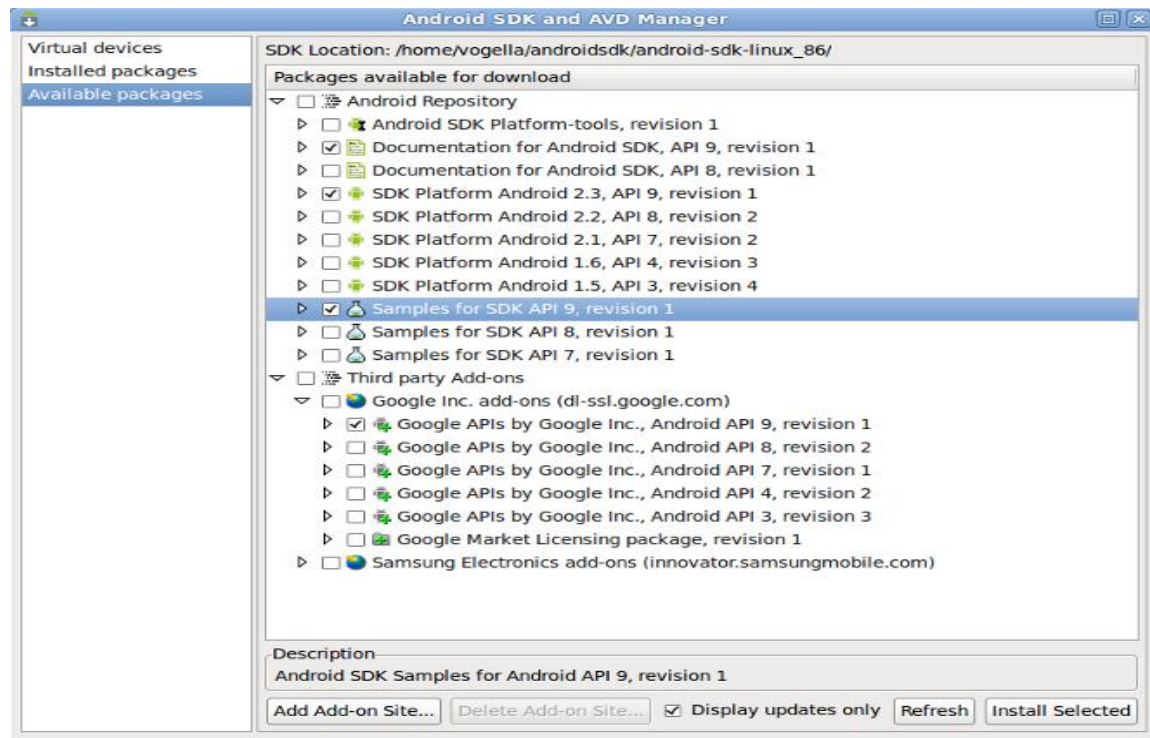 Android SDK and AVD Manager
Virtual devices
Installed packages
Available packages
SDK Location: /home/vogella/androidsdk/android-sdk-linux_86/
Packages available for download
Android Repository
Android SDK Platform-tools, revision 1
Documentation for Android SDK, API 9, revision 1
Documentation for Android SDK, API 8, revision 1
SDK Platform Android 2.3, API 9, revision 1
SDK Platform Android 2.2, API 8, revision 2
SDK Platform Android 2.1, API 7, revision 2
SDK Platform Android 1.6, API 4, revision 3
SDK Platform Android 1.5, API 3, revision 4
Samples for SDK API 9, revision 1
Samples for SDK API 8, revision 1
Samples for SDK API 7, revision 1
Third party Add-ons
Google Inc. add-ons (dl-ssl.google.com)
Google APIs by Google Inc., Android API 9, revision 1
Google APIs by Google Inc., Android API 8, revision 2
Google APIs by Google Inc., Android API 7, revision 1
Google APIs by Google Inc., Android API 4, revision 2
Google APIs by Google Inc., Android API 3, revision 3
Google Market Licensing package, revision 1
Samsung Electronics add-ons (innovator.samsungmobile.com)
Description
Android SDK Samples for Android API 9, revision 1
Add Add-on Site... Delete Add-on Site... Display updates only Refresh Install Selected